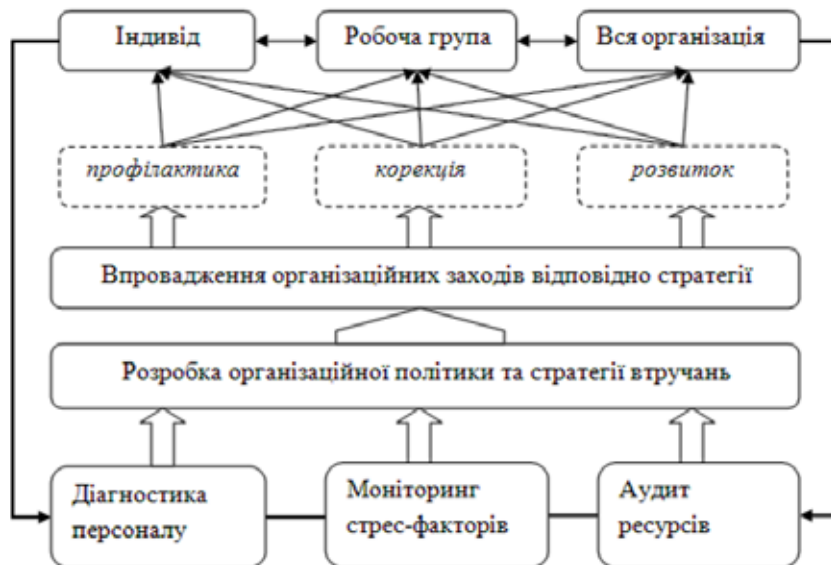 Індивід
Робоча група
Вся організація
профілактика
корекція
розвиток
Впровадження організаційних заходів відповідно стратегії
Розробка організаційної політики та стратегії втручань
Діагностика
персоналу
Моніторинг
стрес-факторів
Аудит
ресурсів